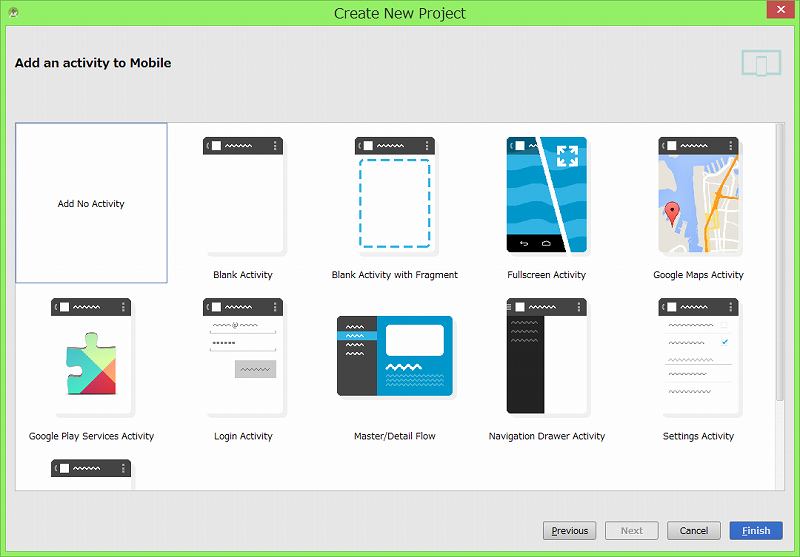 Create New Project
Add an activity to Mobile
Add No Activity
Blank Activity
Blank Activity with Fragment
Fullscreen Activity
Google Maps Activity
Google Play Services Activity
Login Activity
Master/Detail Flow
Navigation Drawer Activity
Settings Activity
Previous
Next
Cancel
Finish